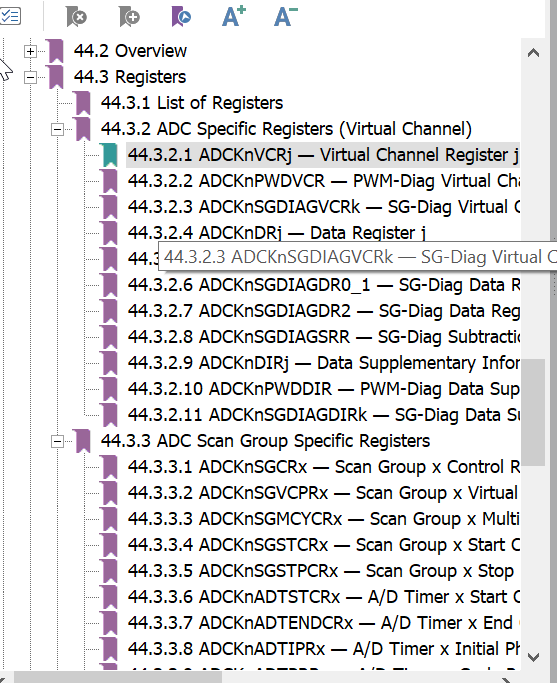 A+ A-
44.2 Overview
44.3 Registers
44.3.1 List of Registers
44.3.2 ADC Specific Registers (Virtual Channel)
44.3.2.1 ADCKnVCRj — Virtual Channel Register j
44.3.2.2 ADCKnPWDVCR — PWM-Diag Virtual Cha
44.3.2.3 ADCKnSGDIAGVCRk — SG-Diag Virtual C
44.3.2.4 ADCKnDRj — Data Register j
44.3.2.3 ADCKnSGDIAGVCRk — SG-Diag Virtual C
44.3.2.6 ADCKnSGDIAGDR0_1 — SG-Diag Data R
44.3.2.7 ADCKnSGDIAGDR2 — SG-Diag Data Reg
44.3.2.8 ADCKnSGDIAGSRR — SG-Diag Subtractio
44.3.2.9 ADCKnDIRj — Data Supplementary Infor
44.3.2.10 ADCKnPWDDIR — PWM-Diag Data Sup
44.3.2.11 ADCKnSGDIAGDIRk — SG-Diag Data Su
44.3.3 ADC Scan Group Specific Registers
44.3.3.1 ADCKnSGCRx — Scan Group x Control R
44.3.3.2 ADCKnSGVCPRx — Scan Group x Virtual
44.3.3.3 ADCKnSGMCYCRx — Scan Group x Multi
44.3.3.4 ADCKnSGSTCRx — Scan Group x Start C
44.3.3.5 ADCKnSGSTPCRx — Scan Group x Stop
44.3.3.6 ADCKnADTSTCRx — A/D Timer x Start C
44.3.3.7 ADCKnADTENDCRx — A/D Timer x End
44.3.3.8 ADCKnADTIPRx — A/D Timer x Initial Ph